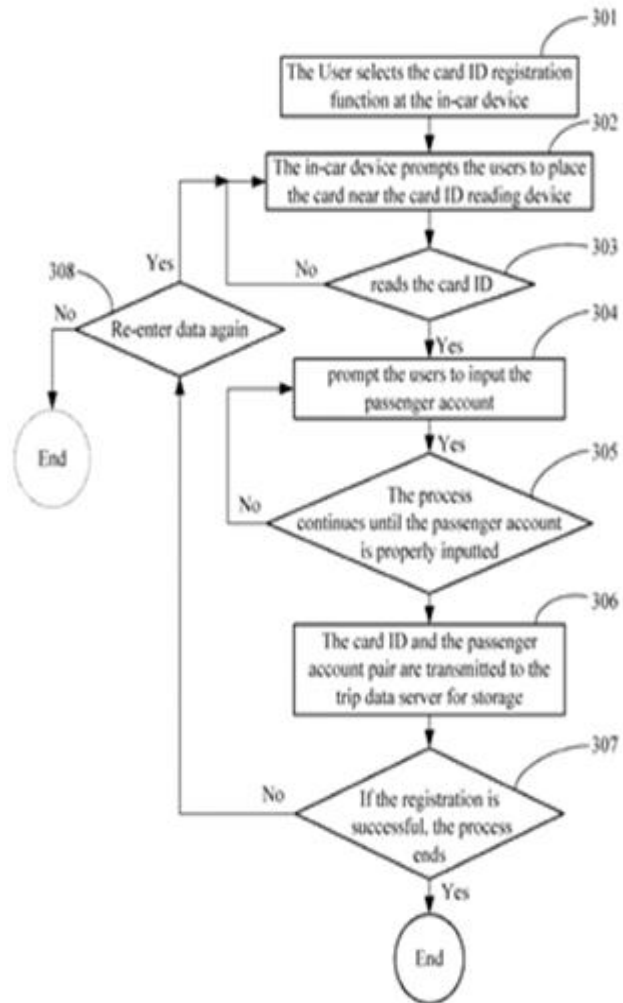 301
The User selects the card ID registration
function at the in-car device
302
The in-car device prompts the users to place
the card near the card ID reading device
303
No
reads the card ID
308
Yes
No
Re-enter data again
304
Yes
prompt the users to input the
passenger account
End
Yes
305
No
The process
continues until the passenger account
is properly inputted
306
The card ID and the passenger
account pair are transmitted to the
trip data server for storage
307
No
If the registration is
successful, the process
ends
Yes
End